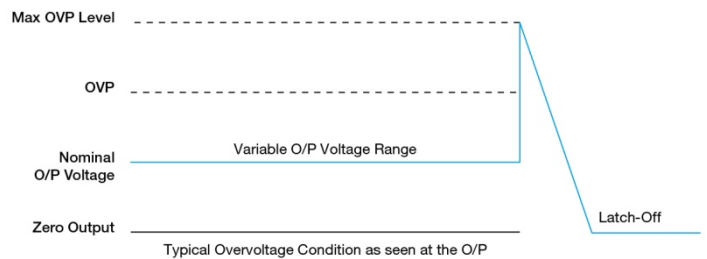 Max OVP Level
OVP
Variable O/P Voltage Range
Nominal
O/P Voltage
Latch-Off
Zero Output
Typical Overvoltage Condition as seen at the O/P